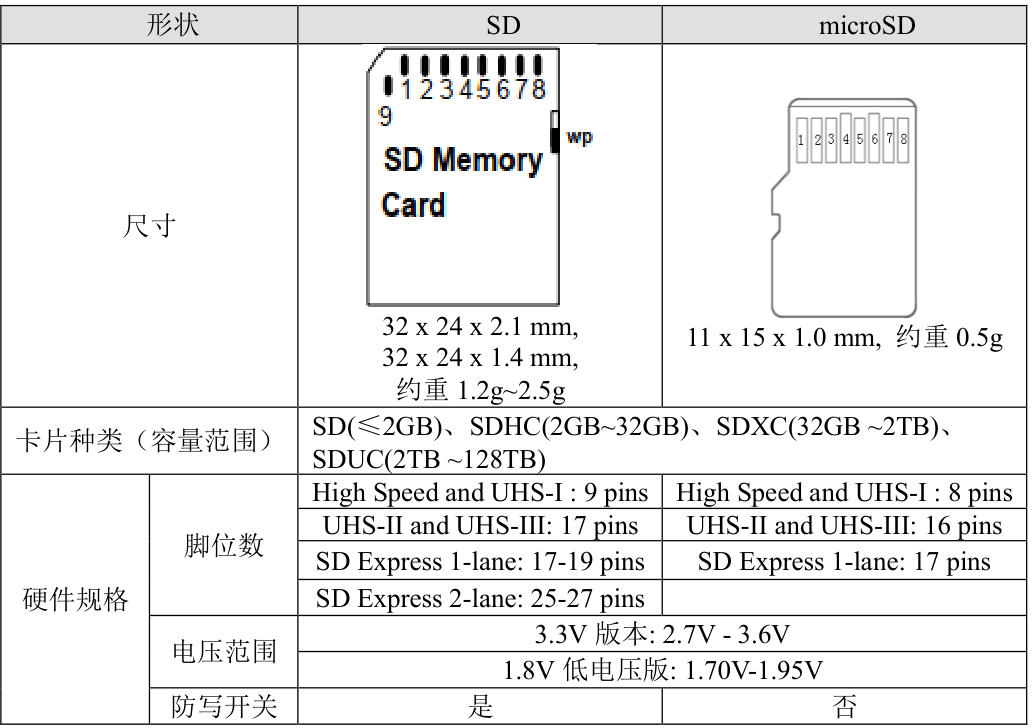 形状 SD microSD
1 2 3 4 5 6 7 8
9
wp
SD Memory
Card
1 2 3 4 5 6 7 8
尺寸
32 x 24 x 2.1 mm,
32 x 24 x 1.4 mm,
约重 1.2g~2.5g
11 x 15 x 1.0 mm, 约重 0.5g
卡片种类（容量范围）
SD(≤2GB)、SDHC(2GB~32GB)、SDXC(32GB ~2TB)、
SDUC(2TB ~128TB)
硬件规格
脚位数
High Speed and UHS-I : 9 pins High Speed and UHS-I : 8 pins
UHS-II and UHS-III: 17 pins UHS-II and UHS-III: 16 pins
SD Express 1-lane: 17-19 pins SD Express 1-lane: 17 pins
SD Express 2-lane: 25-27 pins
电压范围
3.3V 版本: 2.7V - 3.6V
1.8V 低电压版: 1.70V-1.95V
防写开关 是 否